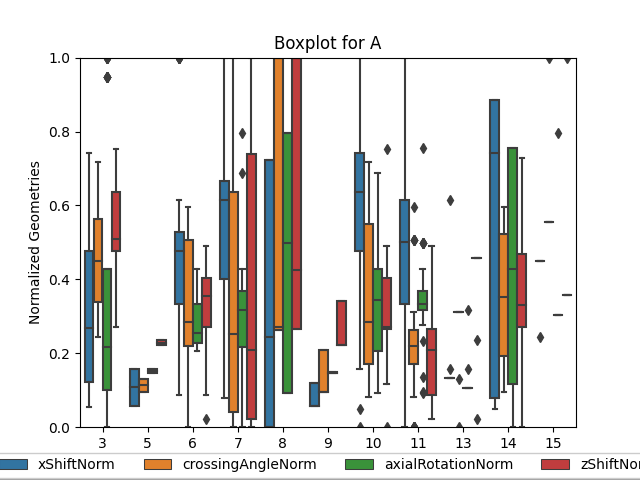 Boxplot for A
Normalized Geometries
1.0
0.8
0.6
0.4
0.2
0.0
3 5 6 7 8 9 10 11 13 14 15
xShiftNorm crossingAngleNorm axialRotationNorm zShiftNor